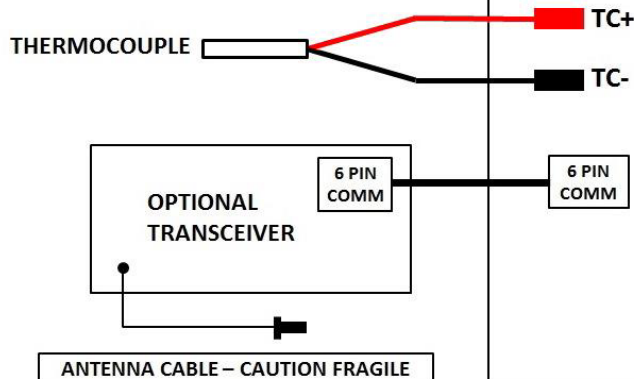 TC+
THERMOCOUPLE
TC-
6 PIN
COMM
6 PIN
COMM
OPTIONAL
TRANSCEIVER
ANTENNA CABLE – CAUTION FRAGILE